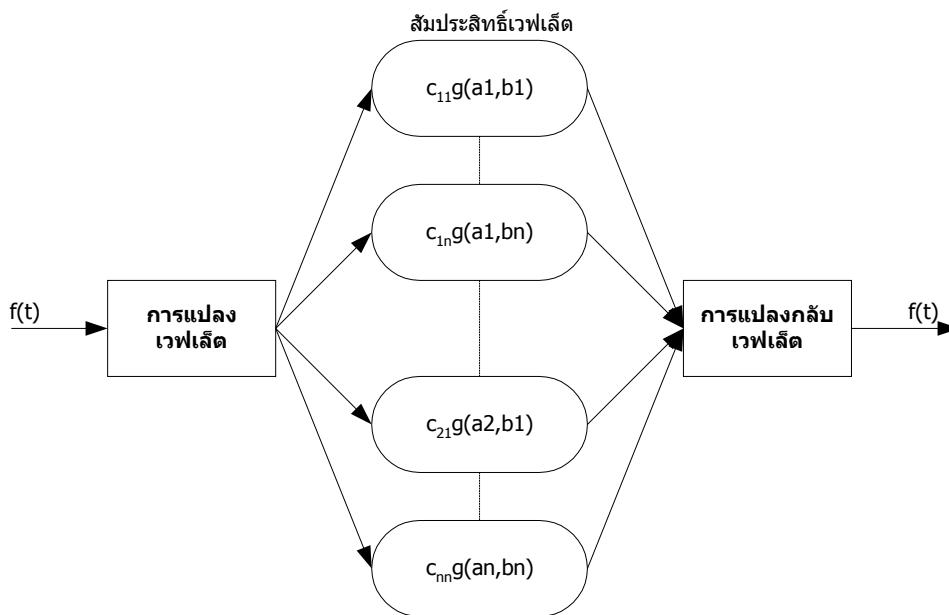 สัมประสิทธิ์เวฟเล็ต
c₁₁g(a1,b1)
c₁ₙg(a1,bn)
f(t)
การแปลง
เวฟเล็ต
การแปลงกลับ
เวฟเล็ต
f(t)
c₂₁g(a2,b1)
cₙₙg(an,bn)